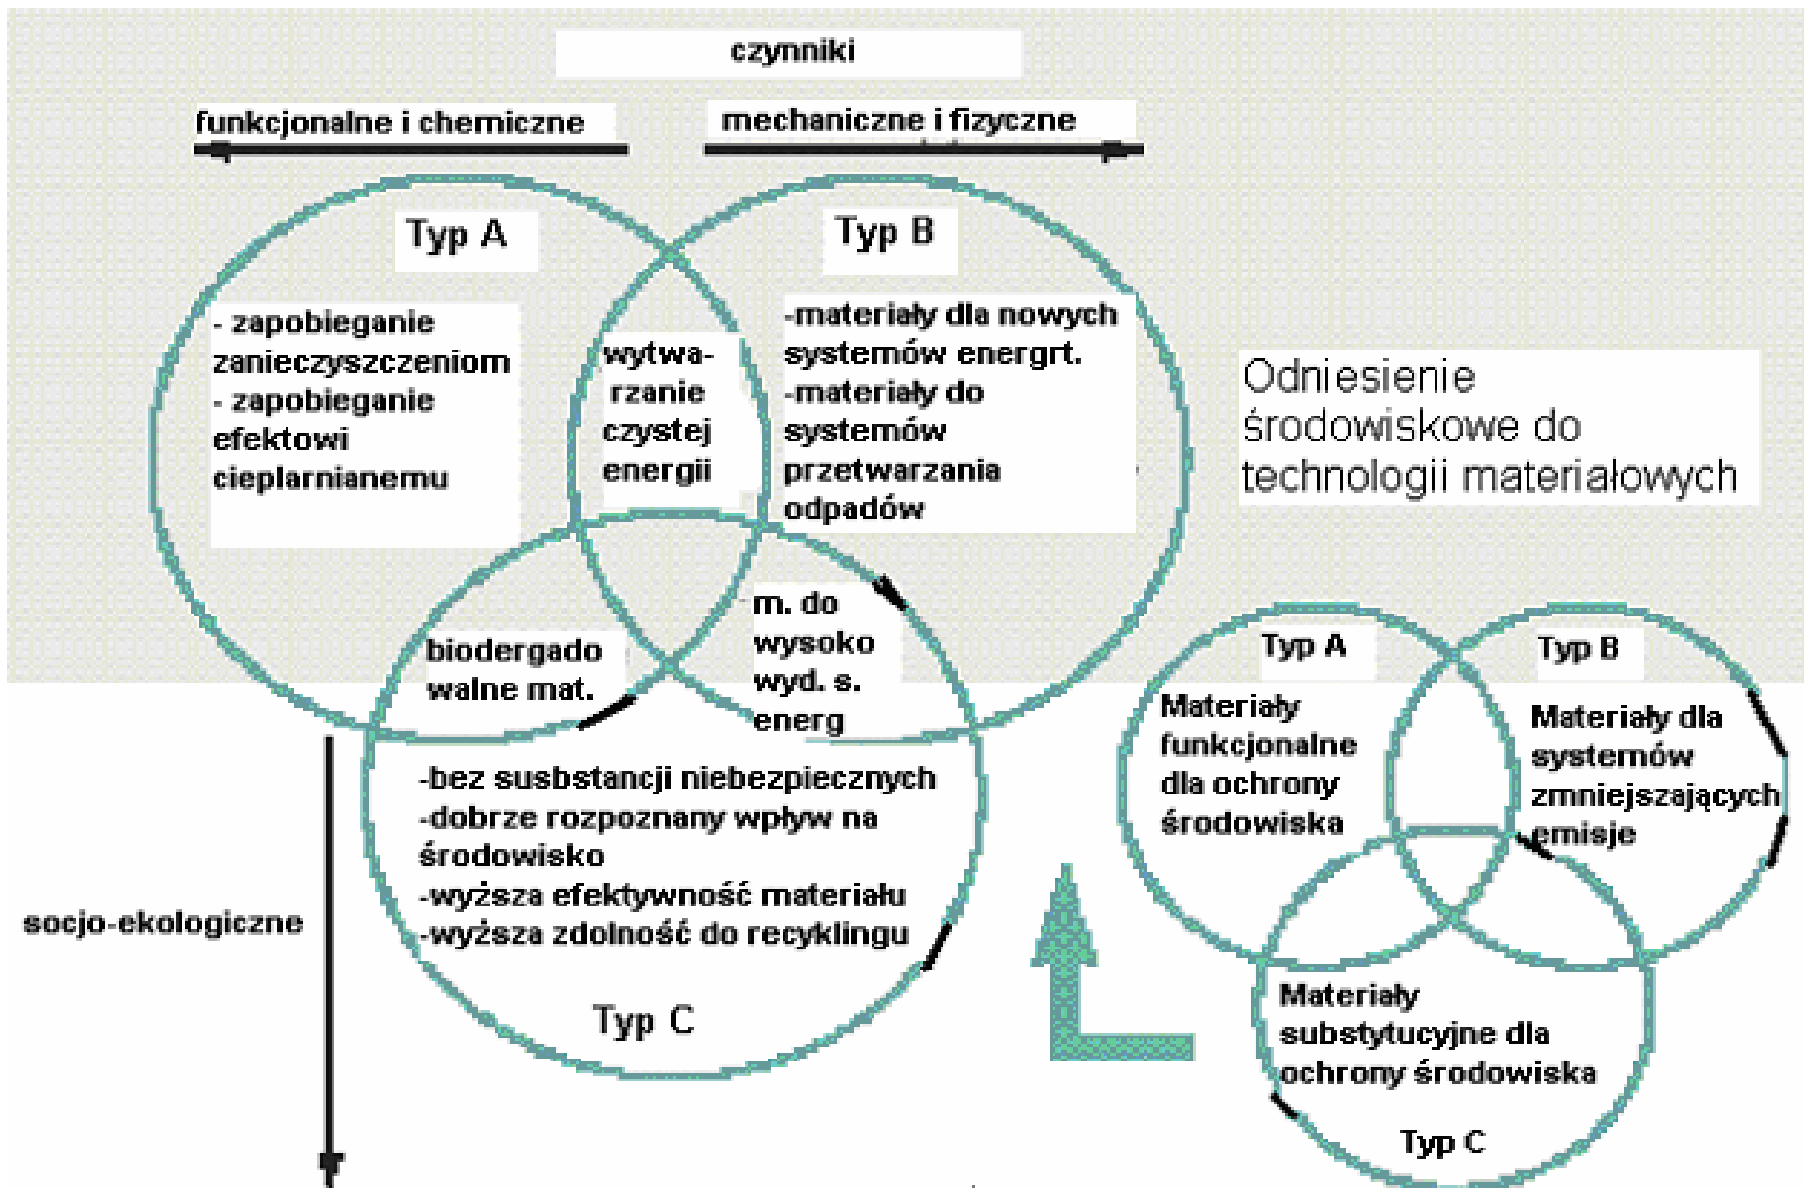 czynniki
funkcjonalne i chemiczne
mechaniczne i fizyczne
Typ A
Typ B
- zapobieganie
zanieczyszczeniom
- zapobieganie
efektowi
cieplarnianemu
wytwa-
rzanie
czystej
energii
-materiały dla nowych
systemów energrt.
-materiały do
systemów
przetwarzania
odpadów
biodergado
walne mat.
m. do
wysoko
wyd. s.
energ
-bez susbstancji niebezpiecznych
-dobrze rozpoznany wpływ na
środowisko
-wyższa efektywność materiału
-wyższa zdolność do recyklingu
Typ C
socjo-ekologiczne
Odniesienie
środowiskowe do
technologii materiałowych
Typ A
Typ B
Materiały
funkcjonalne
dla ochrony
środowiska
Materiały dla
systemów
zmniejszających
emisje
Materiały
substytucyjne dla
ochrony środowiska
Typ C